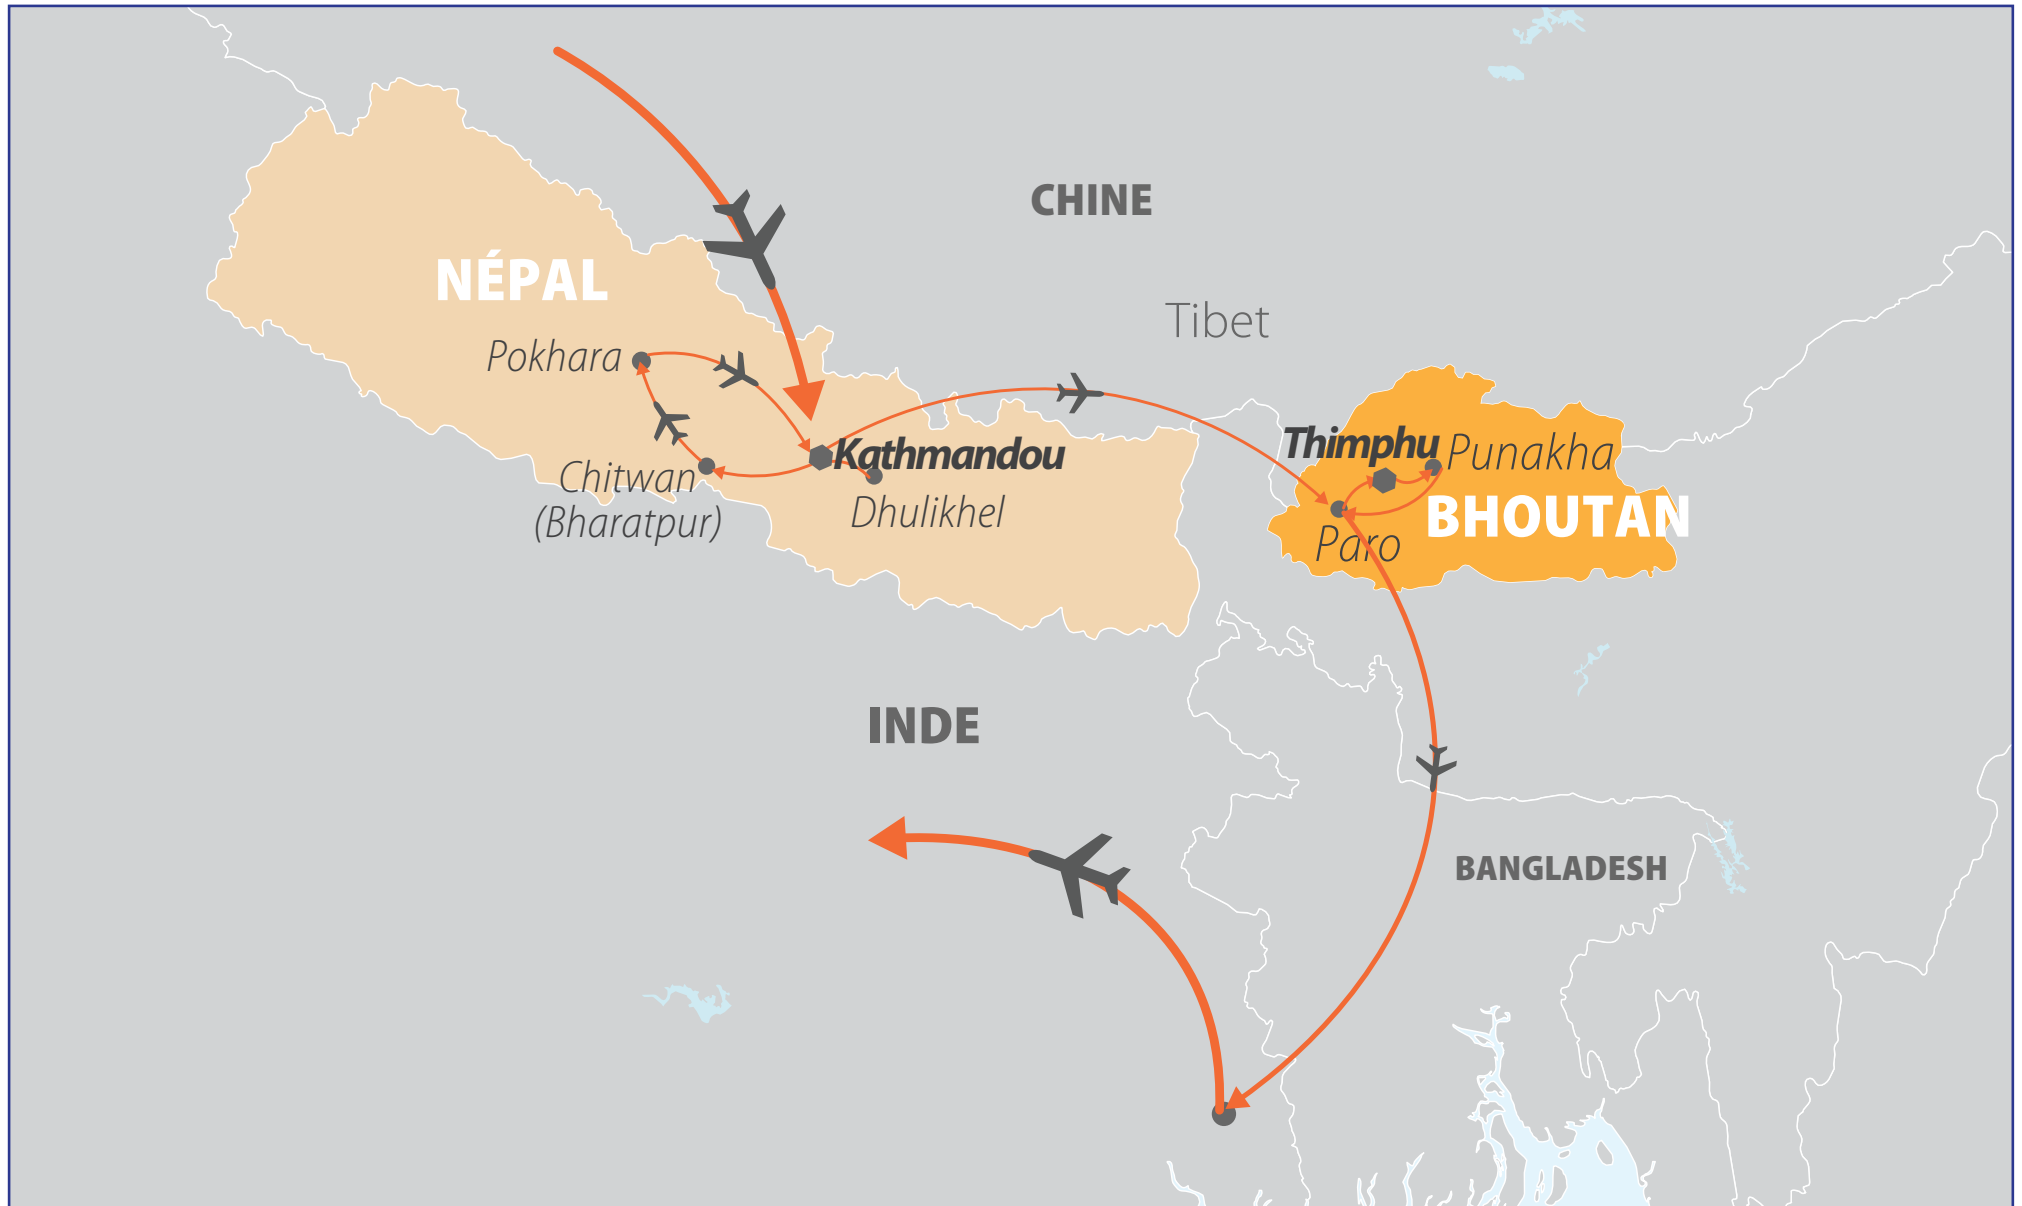 CHINE
NÉPAL
Tibet
Pokhara
Kathmandou
Thimphu
Punakha
Chitwan
(Bharatpur)
Dhulikhel
BHOUTAN
Paro
INDE
BANGLADESH